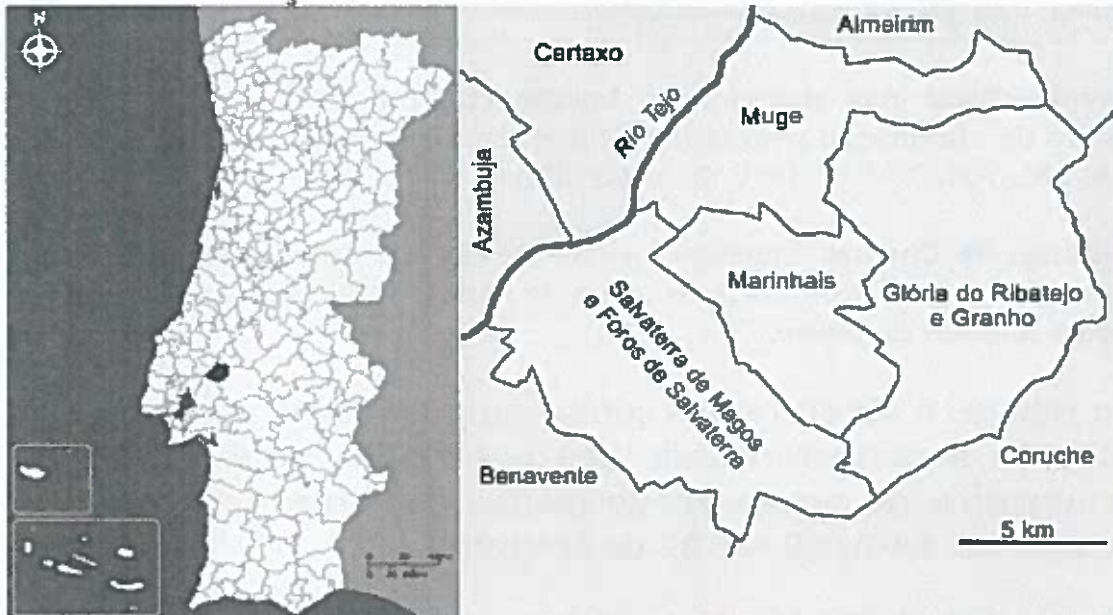 N
Cartaxo
Almeirim
Rio Tejo
Muge
Azambuja
Marinhais
Glória do Ribatejo
e Granho
Salvaterra de Magos
e Foros de Salvaterra
Benavente
Coruche
5 km